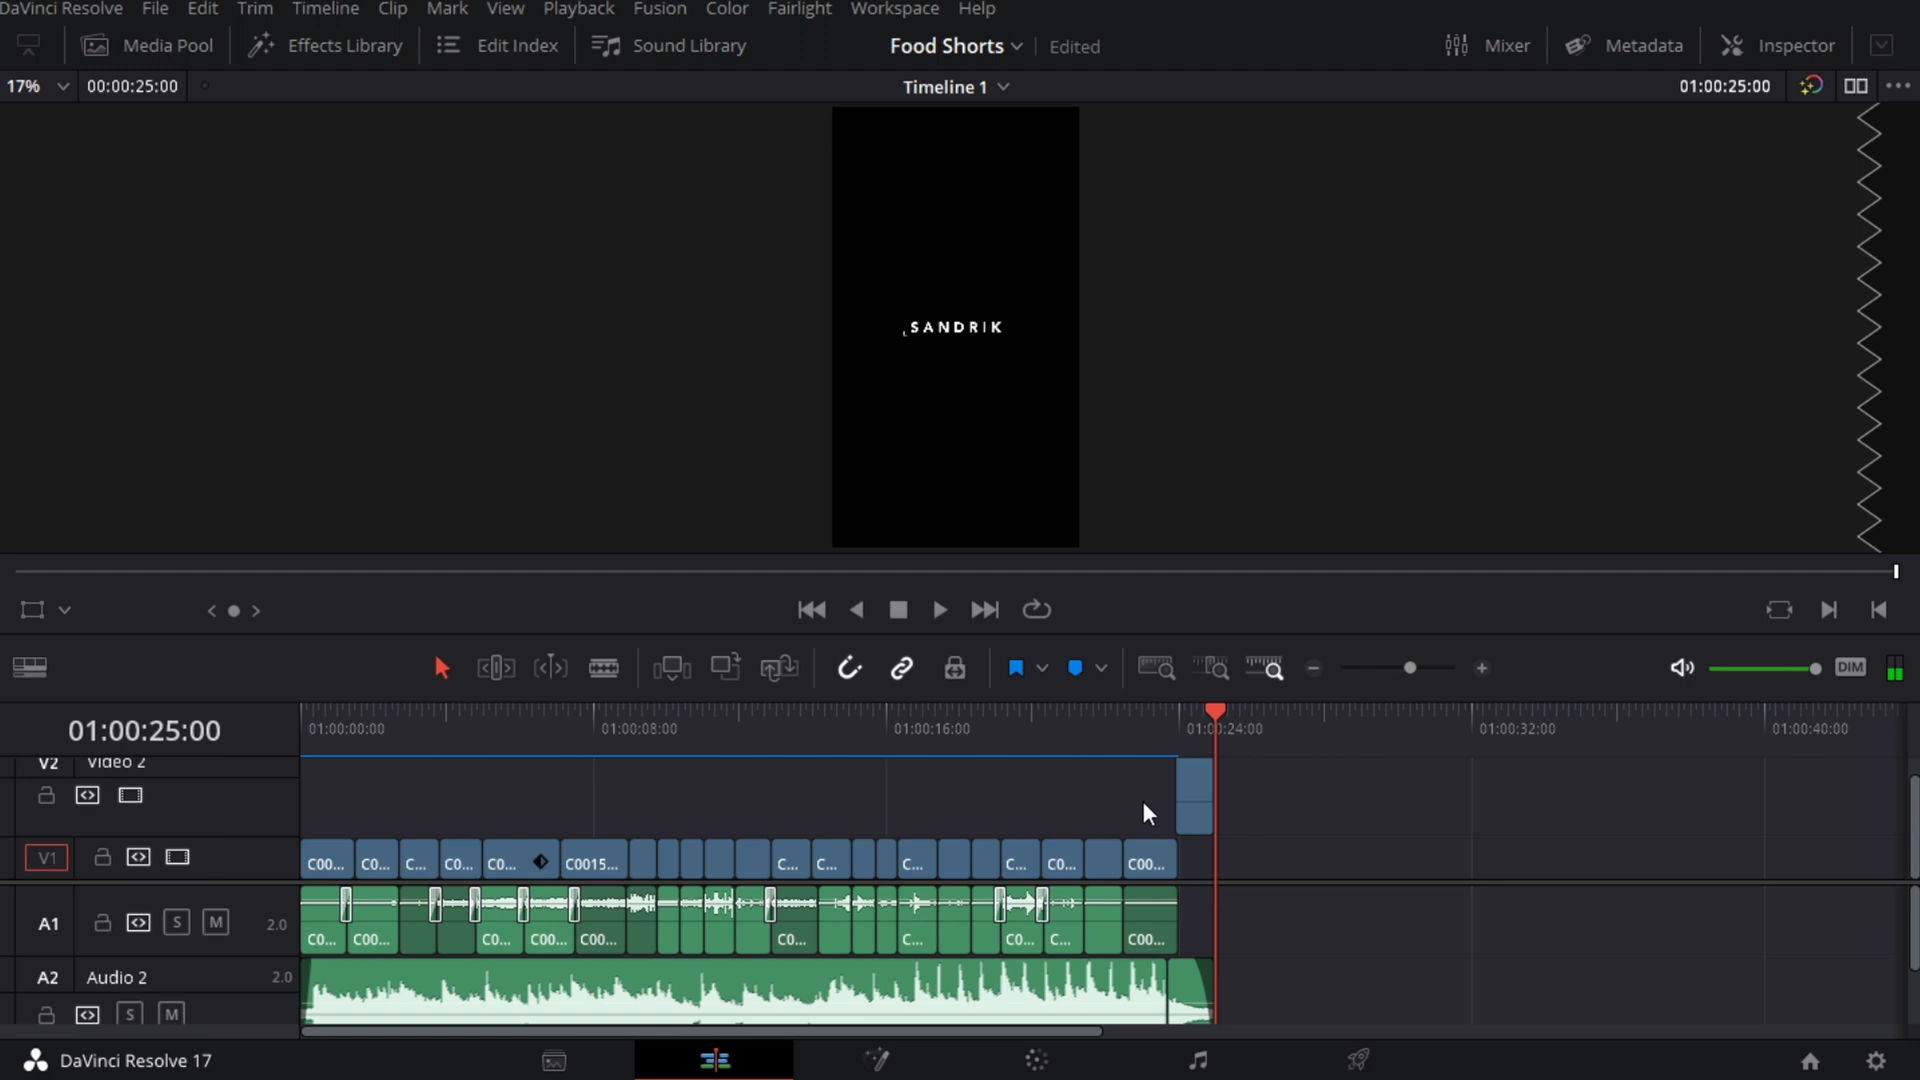 DaVinci Resolve File Edit Trim Timeline Clip Mark View Playback Fusion Color Fairlight Workspace Help
Media Pool Effects Library Edit Index Sound Library Food Shorts Edited Mixer Metadata Inspector
17% 00:00:25:00 Timeline 1 01:00:25:00
SANDRIK
DIM
01:00:25:00 01:00:00:00 01:00:08:00 01:00:16:00 01:00:24:00 01:00:32:00 01:00:40:00
V2 Video 2
V1 C00... C0... C... C0... C0... C0015... C... C... C... C... C0... C00...
A1 S M 2.0
C0... C00... C0... C00... C00... C0... C... C0... C... C00...
A2 Audio 2 2.0
S M
DaVinci Resolve 17